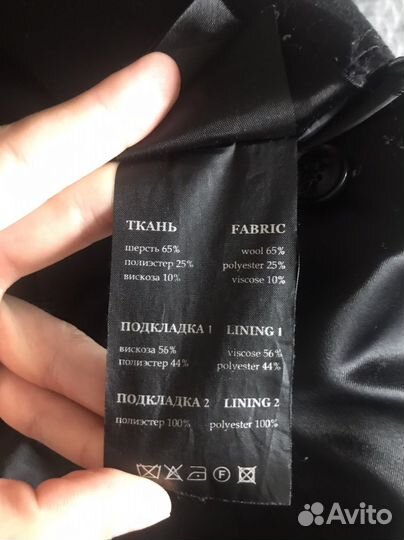 ТКАНЬ FABRIC
шерсть 65% wool 65%
полиэстер 25% polyester 25%
вискоза 10% viscose 10%
ПОДКЛАДКА 1 LINING 1
вискоза 56% viscose 56%
полиэстер 44% polyester 44%
ПОДКЛАДКА 2 LINING 2
полиэстер 100% polyester 100%
F
Avito